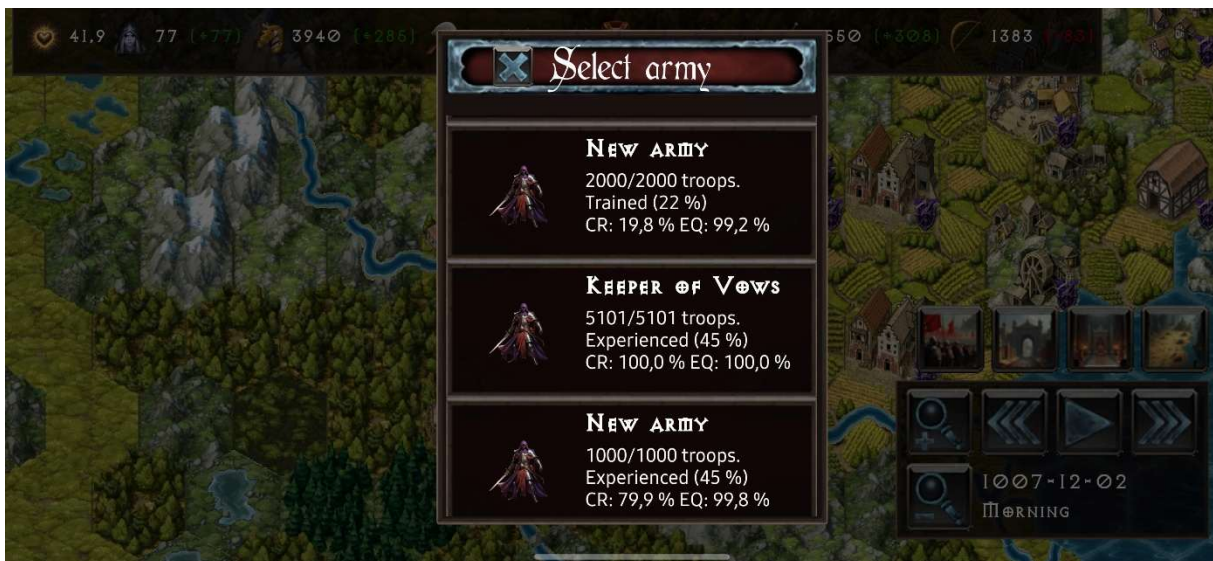 41,9 77 (+77) 3940 (+285) 550 (+308) 1383
Select army
New army
2000/2000 troops.
Trained (22 %)
CR: 19,8 % EQ: 99,2 %
Keeper of Vows
5101/5101 troops.
Experienced (45 %)
CR: 100,0 % EQ: 100,0 %
New army
1000/1000 troops.
Experienced (45 %)
CR: 79,9 % EQ: 99,8 %
1007-12-02
Morning